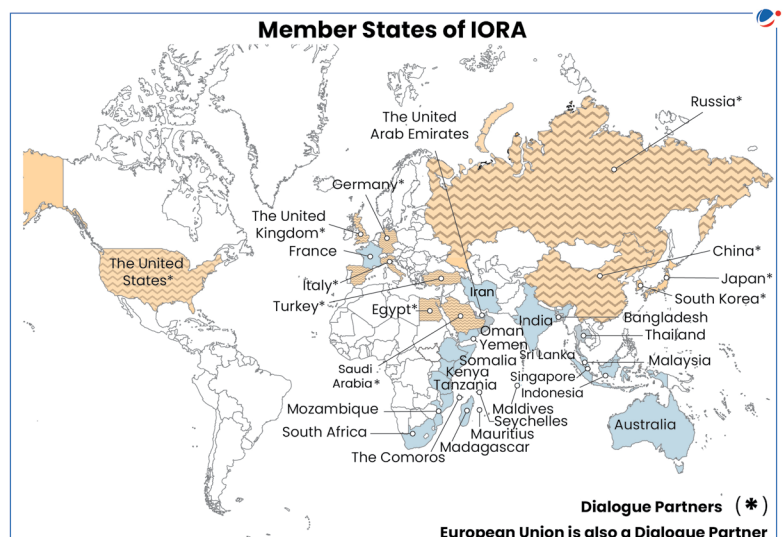 Member States of IORA
Russia*
The United
Arab Emirates
Germany*
The United
Kingdom*
France
China*
The United
States*
Italy*
Japan*
Turkey*
Iran
South Korea*
Egypt*
India
Bangladesh
Oman
Thailand
Yemen
Sri Lanka
Somalia
Malaysia
Saudi
Arabia*
Kenya
Singapore
Tanzania
Indonesia
Mozambique
Maldives
Seychelles
Australia
South Africa
Mauritius
Madagascar
The Comoros
Dialogue Partners (*)
European Union is also a Dialogue Partner